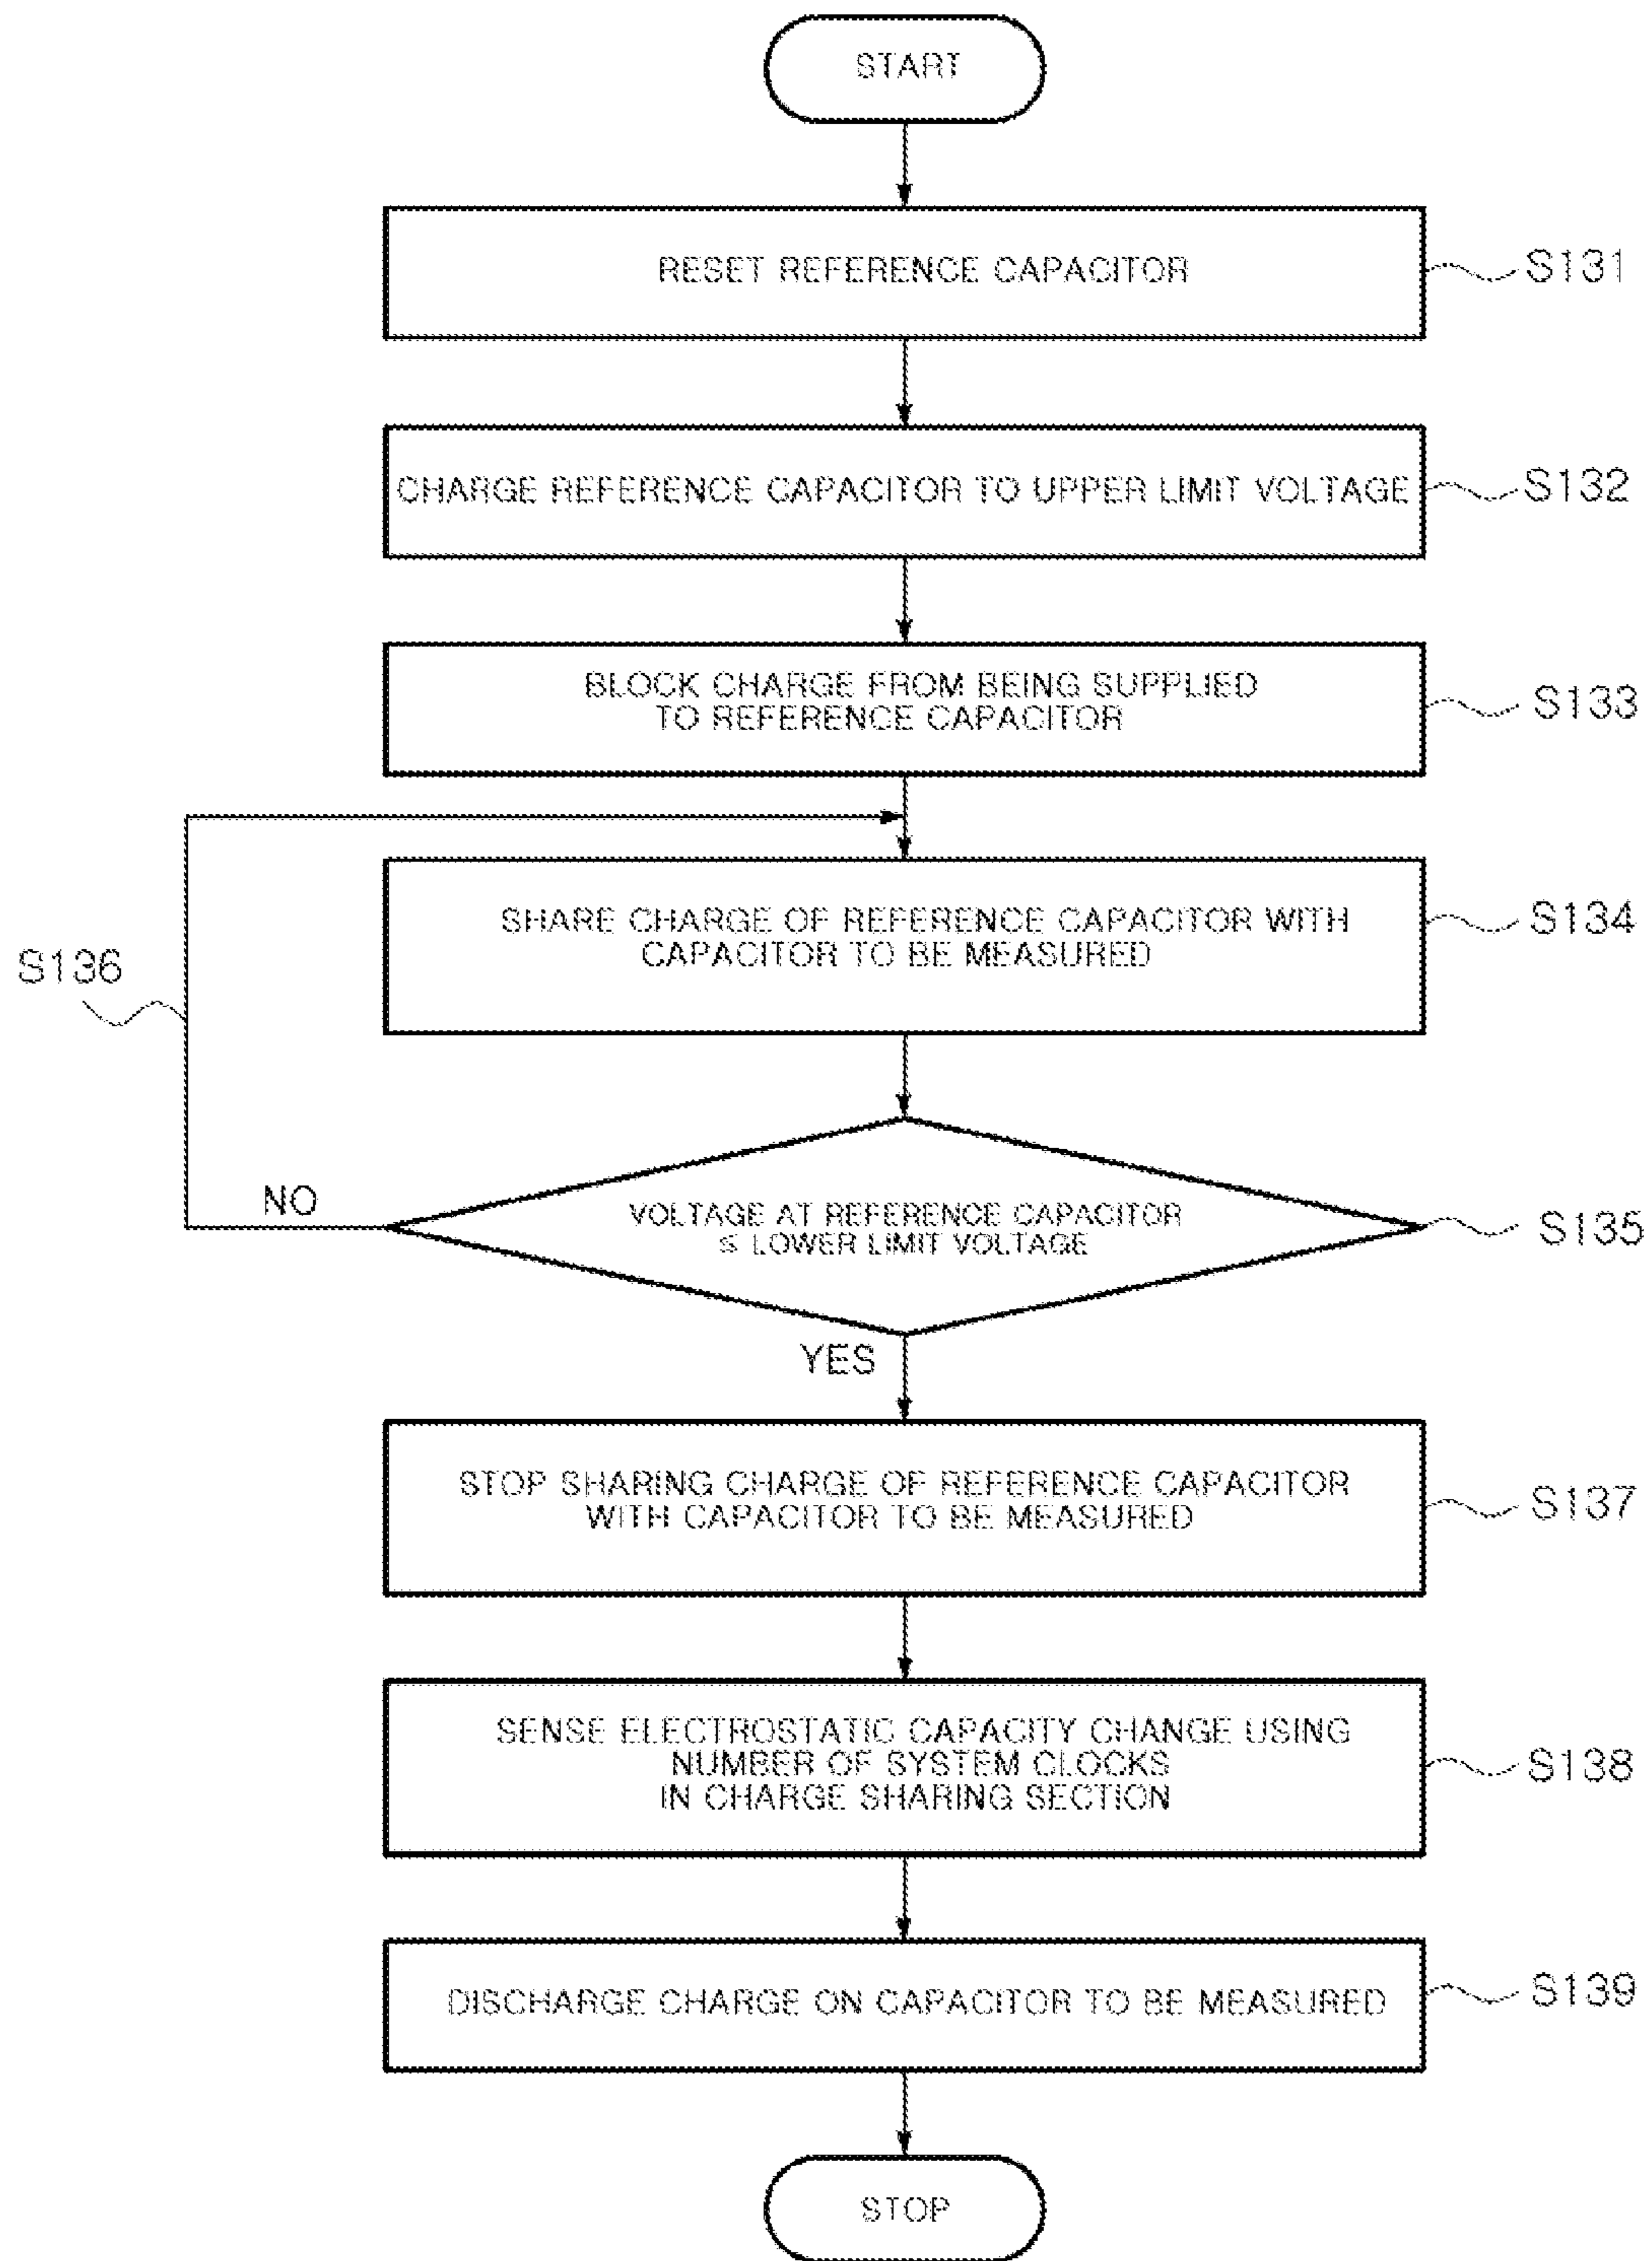 START
RESET REFERENCE CAPACITOR
S131
CHARGE REFERENCE CAPACITOR TO UPPER LIMIT VOLTAGE
S132
BLOCK CHARGE FROM BEING SUPPLIED
TO REFERENCE CAPACITOR
S133
SHARE CHARGE OF REFERENCE CAPACITOR WITH
CAPACITOR TO BE MEASURED
S134
S136
NO
VOLTAGE AT REFERENCE CAPACITOR
≤ LOWER LIMIT VOLTAGE
S135
YES
STOP SHARING CHARGE OF REFERENCE CAPACITOR
WITH CAPACITOR TO BE MEASURED
S137
SENSE ELECTROSTATIC CAPACITY CHANGE USING
NUMBER OF SYSTEM CLOCKS
IN CHARGE SHARING SECTION
S138
DISCHARGE CHARGE ON CAPACITOR TO BE MEASURED
S139
STOP